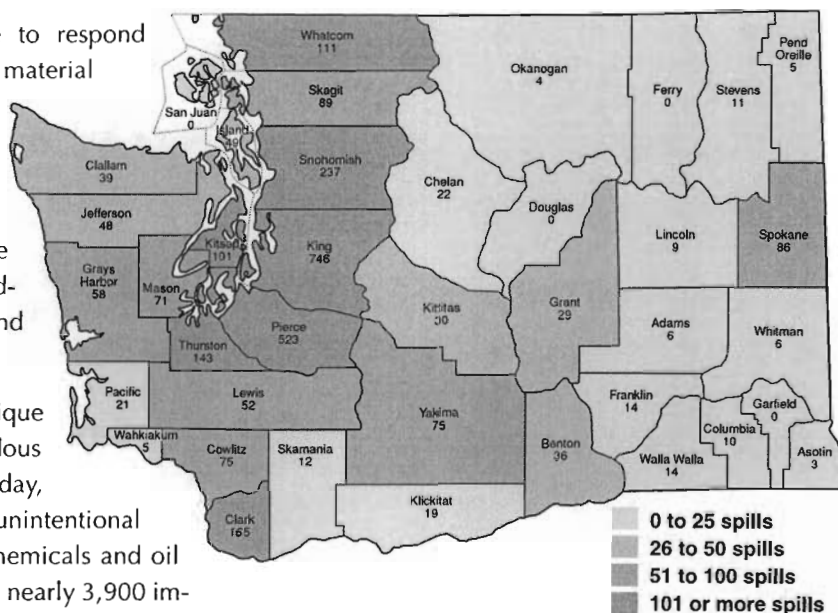 e to respond
material
e
d-
nd
ique
lous
day,
unintentional
hemicals and oil
nearly 3,900 im-
Whatcom
111
Okanogan
4
Ferry
0
Stevens
11
Pend
Oreille
5
San Juan
0
Skagit
89
Island
49
Clallam
39
Snohomish
237
Chelan
22
Douglas
0
Jefferson
48
Kitsap
101
King
746
Lincoln
9
Spokane
86
Grays
Harbor
58
Mason
71
Kittitas
30
Grant
29
Adams
6
Whitman
6
Thurston
143
Pierce
523
Pacific
21
Lewis
52
Yakima
75
Franklin
14
Garfield
0
Wahkiakum
5
Cowlitz
75
Skamania
12
Benton
36
Walla Walla
14
Columbia
10
Asotin
3
Clark
165
Klickitat
19
0 to 25 spills
26 to 50 spills
51 to 100 spills
101 or more spills